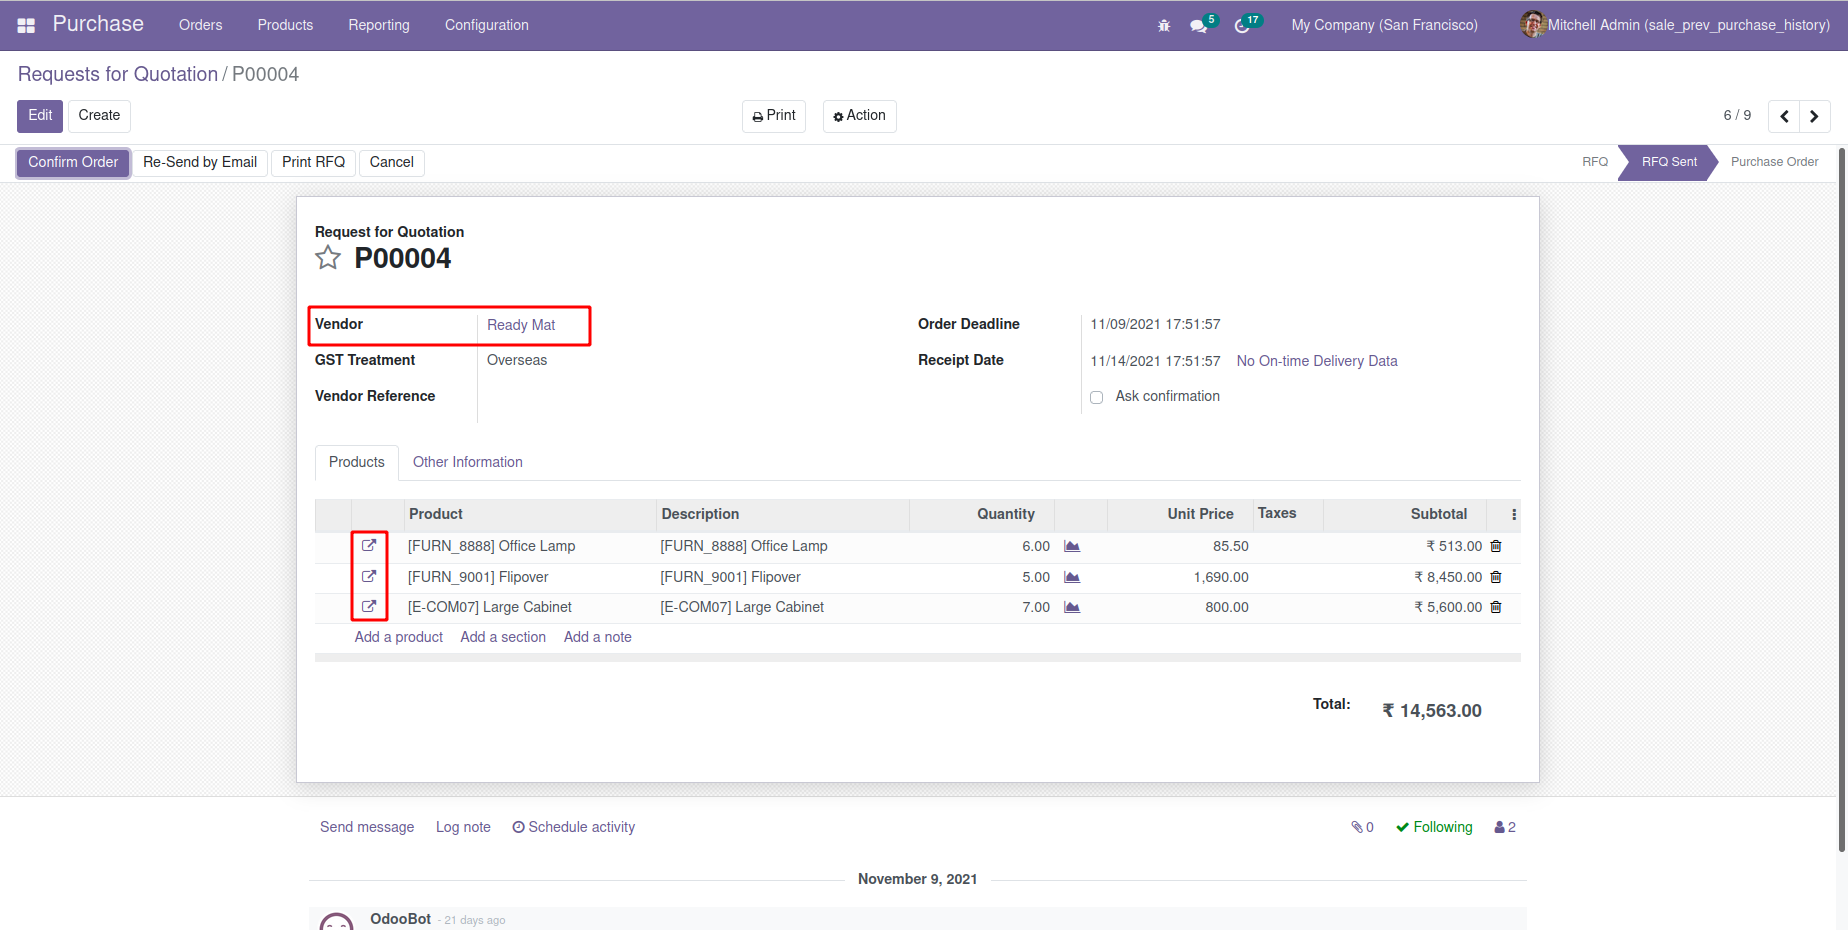 Purchase Orders Products Reporting Configuration 5 17 My Company (San Francisco) Mitchell Admin (sale_prev_purchase_history)
Requests for Quotation / P00004
Edit Create Print Action 6 / 9
Confirm Order Re-Send by Email Print RFQ Cancel RFQ RFQ Sent Purchase Order
Request for Quotation
P00004
Vendor Ready Mat Order Deadline 11/09/2021 17:51:57
GST Treatment Overseas Receipt Date 11/14/2021 17:51:57 No On-time Delivery Data
Vendor Reference Ask confirmation
Products Other Information
Product Description Quantity Unit Price Taxes Subtotal
[FURN_8888] Office Lamp [FURN_8888] Office Lamp 6.00 85.50 ₹ 513.00
[FURN_9001] Flipover [FURN_9001] Flipover 5.00 1,690.00 ₹ 8,450.00
[E-COM07] Large Cabinet [E-COM07] Large Cabinet 7.00 800.00 ₹ 5,600.00
Add a product Add a section Add a note
Total: ₹ 14,563.00
Send message Log note Schedule activity 0 Following 2
November 9, 2021
OdooBot - 21 days ago